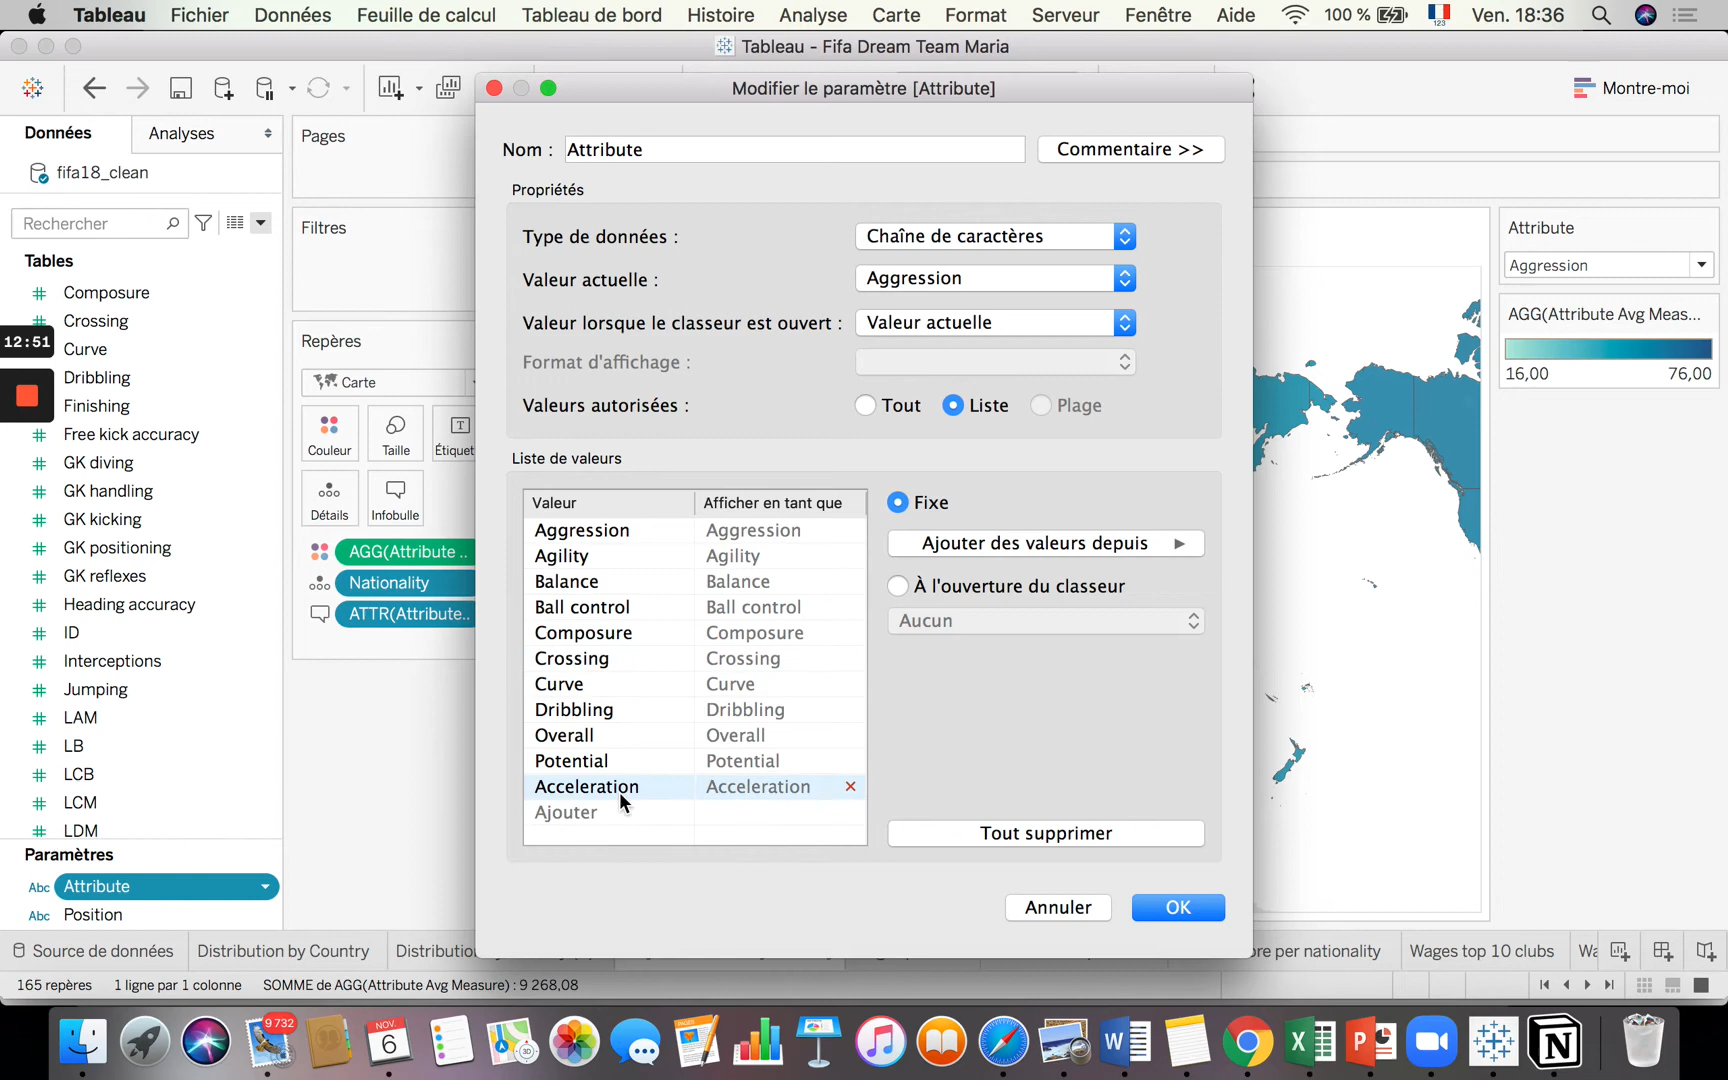 Tableau Fichier Données Feuille de calcul Tableau de bord Histoire Analyse Carte Format Serveur Fenêtre Aide 100 % 123 Ven. 18:36
Tableau - Fifa Dream Team Maria
Modifier le paramètre [Attribute]
Montre-moi
Données Analyses
fifa18_clean
Rechercher
Tables
Composure
Crossing
Curve
Dribbling
Finishing
Free kick accuracy
GK diving
GK handling
GK kicking
GK positioning
GK reflexes
Heading accuracy
ID
Interceptions
Jumping
LAM
LB
LCB
LCM
LDM
12:51
Paramètres
Abc Attribute
Abc Position
Pages
Filtres
Repères
Carte
Couleur Taille Étiquet
Détails Infobulle
AGG(Attribute ..
Nationality
ATTR(Attribute..
Nom : Attribute Commentaire >>
Propriétés
Type de données : Chaîne de caractères
Valeur actuelle : Aggression
Valeur lorsque le classeur est ouvert : Valeur actuelle
Format d'affichage :
Valeurs autorisées : Tout Liste Plage
Liste de valeurs
Valeur Afficher en tant que
Aggression Aggression
Agility Agility
Balance Balance
Ball control Ball control
Composure Composure
Crossing Crossing
Curve Curve
Dribbling Dribbling
Overall Overall
Potential Potential
Acceleration Acceleration
Ajouter
Fixe
Ajouter des valeurs depuis
À l'ouverture du classeur
Aucun
Tout supprimer
Annuler OK
Attribute
Aggression
AGG(Attribute Avg Meas...
16,00 76,00
Source de données Distribution by Country Distributio ore per nationality Wages top 10 clubs Wa
165 repères 1 ligne par 1 colonne SOMME de AGG(Attribute Avg Measure) : 9 268,08
9 732
NOV.
6
PAGES
3D
W
X
P
N